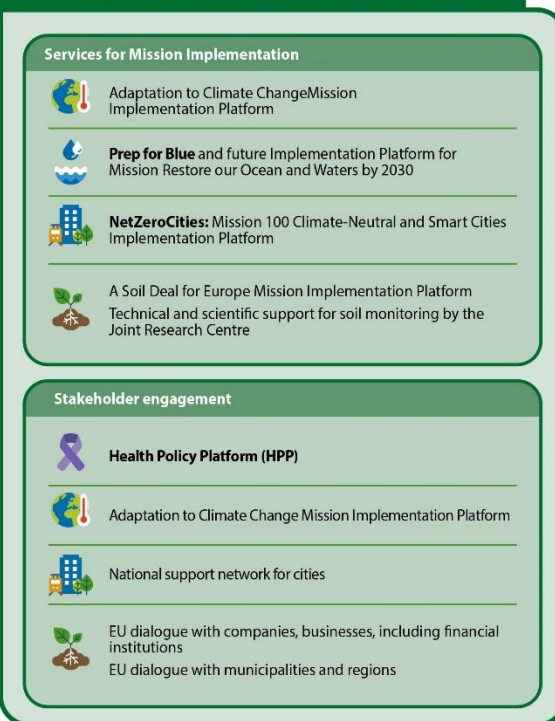 Services for Mission Implementation
Adaptation to Climate ChangeMission
Implementation Platform
Prep for Blue and future Implementation Platform for
Mission Restore our Ocean and Waters by 2030
NetZeroCities: Mission 100 Climate-Neutral and Smart Cities
Implementation Platform
A Soil Deal for Europe Mission Implementation Platform
Technical and scientific support for soil monitoring by the
Joint Research Centre
Stakeholder engagement
Health Policy Platform (HPP)
Adaptation to Climate Change Mission Implementation Platform
National support network for cities
EU dialogue with companies, businesses, including financial
institutions
EU dialogue with municipalities and regions